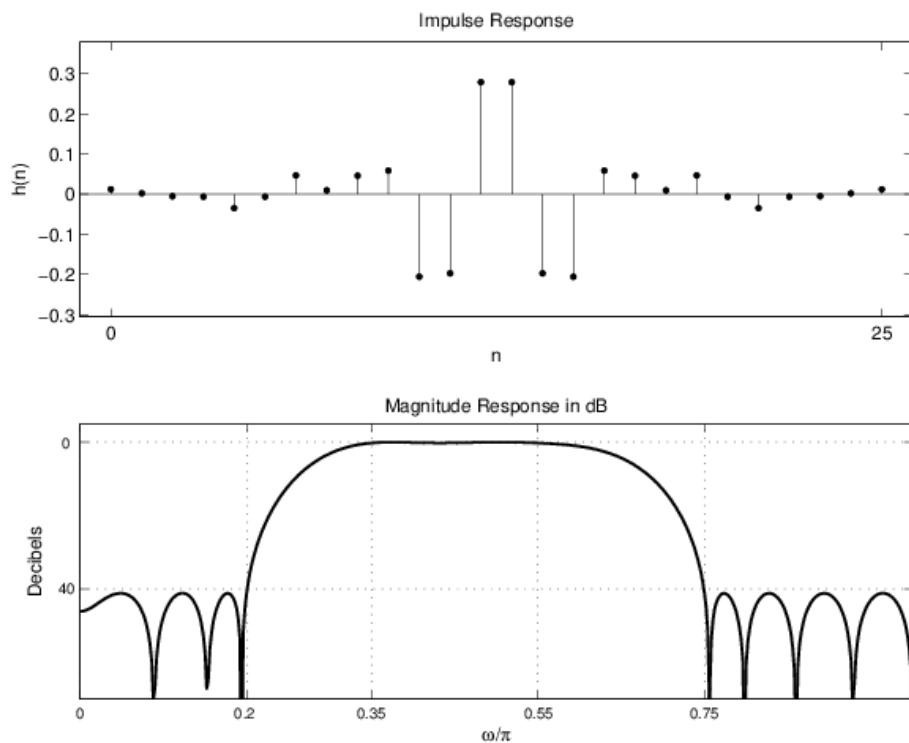 Impulse Response
0.3
0.2
0.1
0
−0.1
−0.2
−0.3
h(n)
0
25
n
Magnitude Response in dB
0
40
Decibels
0
0.2
0.35
0.55
0.75
ω/π